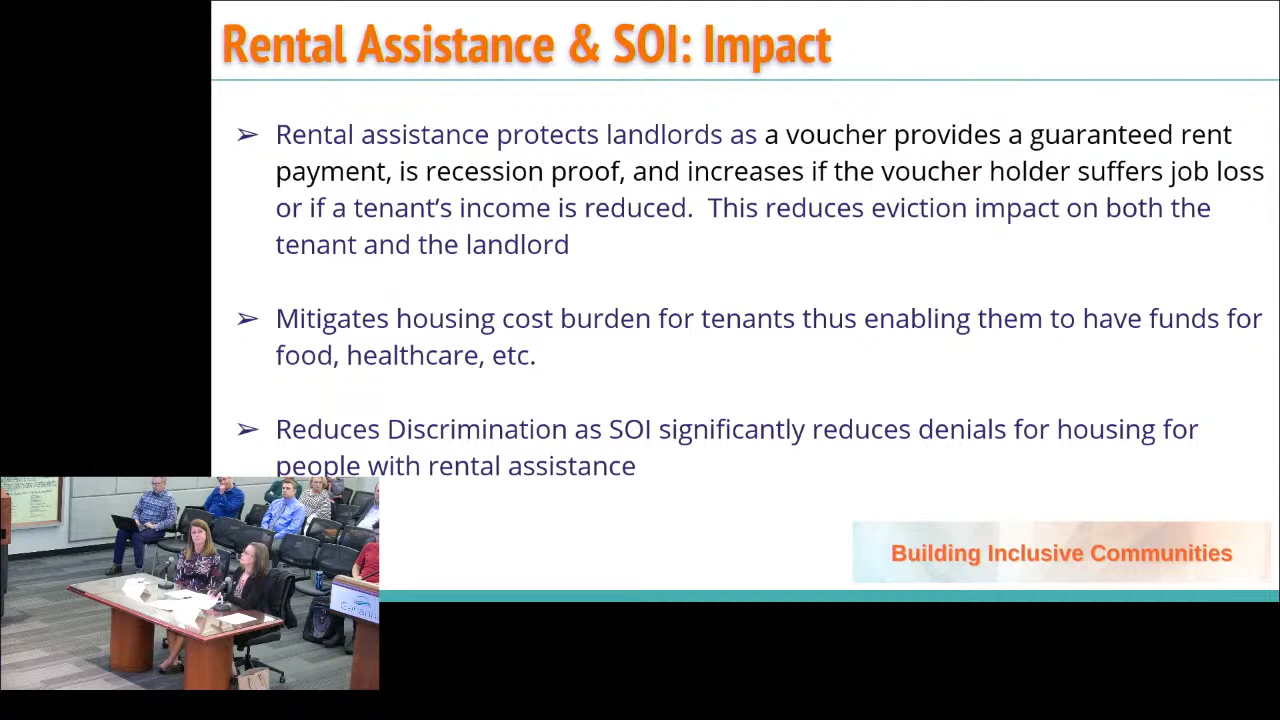 Rental Assistance & SOI: Impact
➢ Rental assistance protects landlords as a voucher provides a guaranteed rent
payment, is recession proof, and increases if the voucher holder suffers job loss
or if a tenant’s income is reduced.  This reduces eviction impact on both the
tenant and the landlord
➢ Mitigates housing cost burden for tenants thus enabling them to have funds for
food, healthcare, etc.
➢ Reduces Discrimination as SOI significantly reduces denials for housing for
people with rental assistance
Building Inclusive Communities